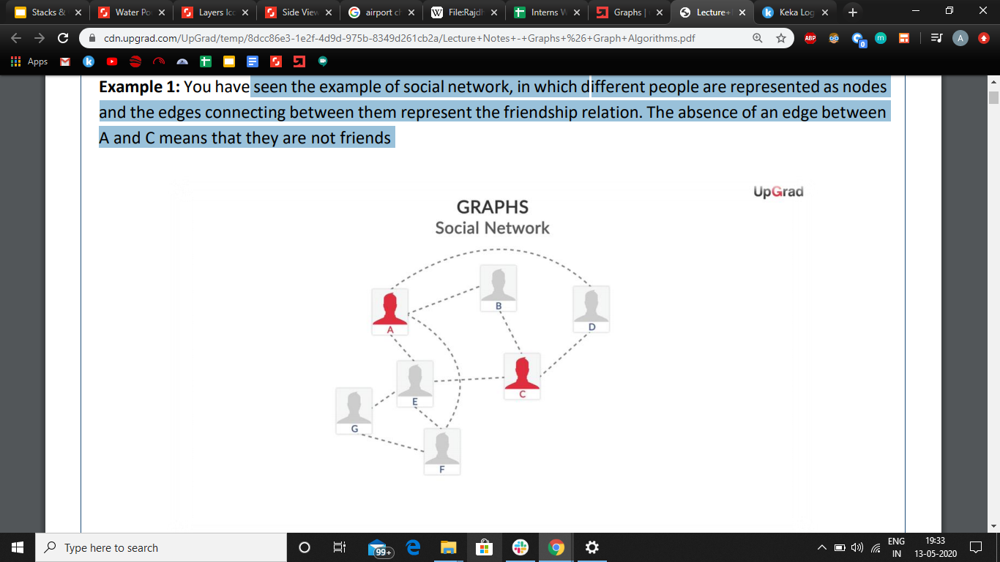 Stacks &
Water Po
Layers Ico
Side View
airport cl
File:Rajdh
Interns W
Graphs |
Lecture+
Keka Log
cdn.upgrad.com/UpGrad/temp/8dcc86e3-1e2f-4d9d-975b-8349d261cb2a/Lecture+Notes+-+Graphs+%26+Graph+Algorithms.pdf
ABP
0
m
A
Apps
Example 1: You have seen the example of social network, in which different people are represented as nodes
and the edges connecting between them represent the friendship relation. The absence of an edge between
A and C means that they are not friends
UpGrad
GRAPHS
Social Network
A
B
D
E
C
G
F
Type here to search
99+
ENG
IN
19:33
13-05-2020